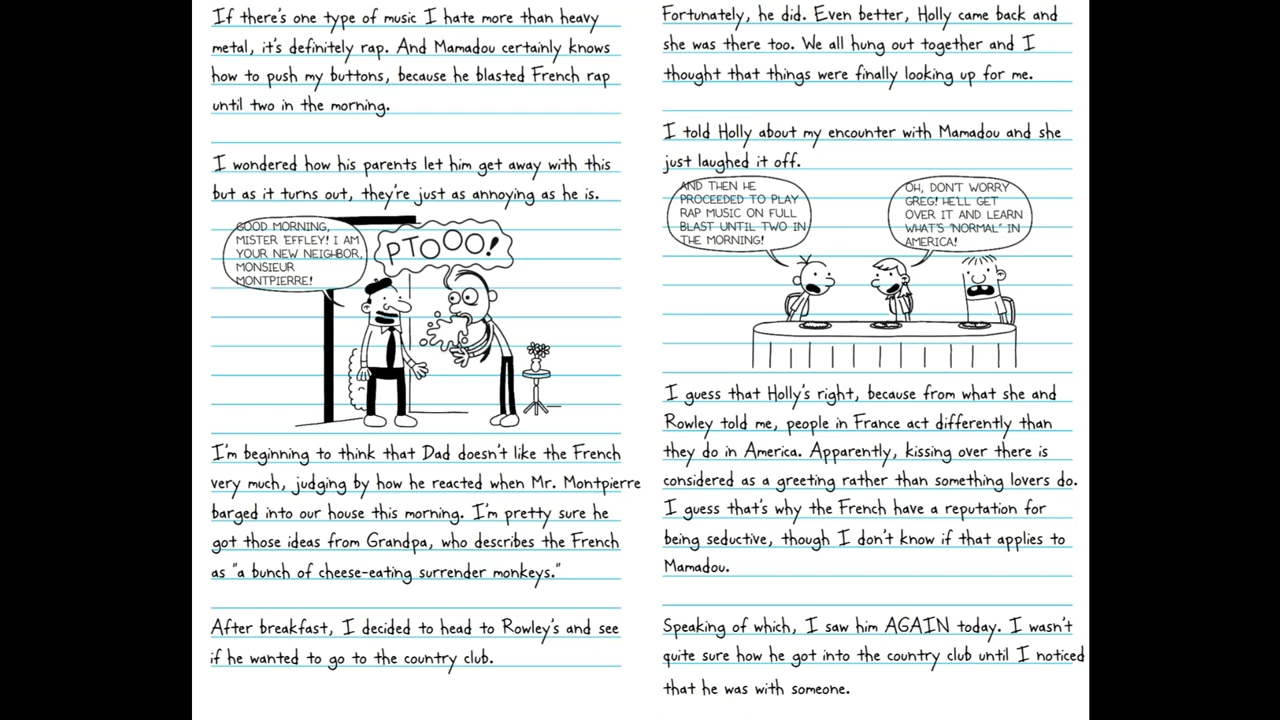 If there's one type of music I hate more than heavy
metal, it's definitely rap. And Mamadou certainly knows
how to push my buttons, because he blasted French rap
until two in the morning.
I wondered how his parents let him get away with this
but as it turns out, they're just as annoying as he is.
GOOD MORNING,
MISTER EFFLEY! I AM
YOUR NEW NEIGHBOR,
MONSIEUR
MONTPIERRE!
PTOOO!
I'm beginning to think that Dad doesn't like the French
very much, judging by how he reacted when Mr. Montpierre
barged into our house this morning. I'm pretty sure he
got those ideas from Grandpa, who describes the French
as "a bunch of cheese-eating surrender monkeys."
After breakfast, I decided to head to Rowley's and see
if he wanted to go to the country club.
Fortunately, he did. Even better, Holly came back and
she was there too. We all hung out together and I
thought that things were finally looking up for me.
I told Holly about my encounter with Mamadou and she
just laughed it off.
AND THEN HE
PROCEEDED TO PLAY
RAP MUSIC ON FULL
BLAST UNTIL TWO IN
THE MORNING!
OH, DON'T WORRY
GREG! HE'LL GET
OVER IT AND LEARN
WHAT'S "NORMAL" IN
AMERICA!
I guess that Holly's right, because from what she and
Rowley told me, people in France act differently than
they do in America. Apparently, kissing over there is
considered as a greeting rather than something lovers do.
I guess that's why the French have a reputation for
being seductive, though I don't know if that applies to
Mamadou.
Speaking of which, I saw him AGAIN today. I wasn't
quite sure how he got into the country club until I noticed
that he was with someone.